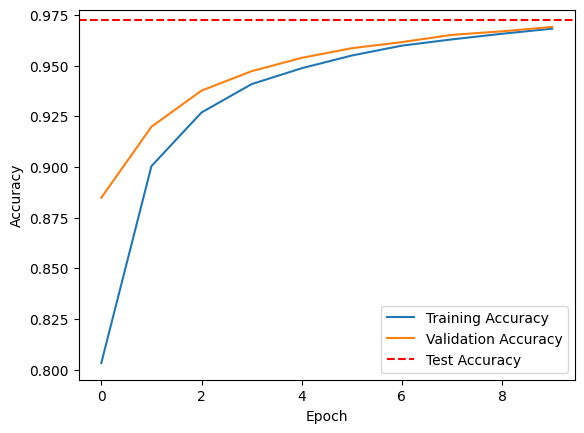 0.975
0.950
0.925
0.900
0.875
0.850
0.825
0.800
Accuracy
Training Accuracy
Validation Accuracy
Test Accuracy
0 2 4 6 8
Epoch